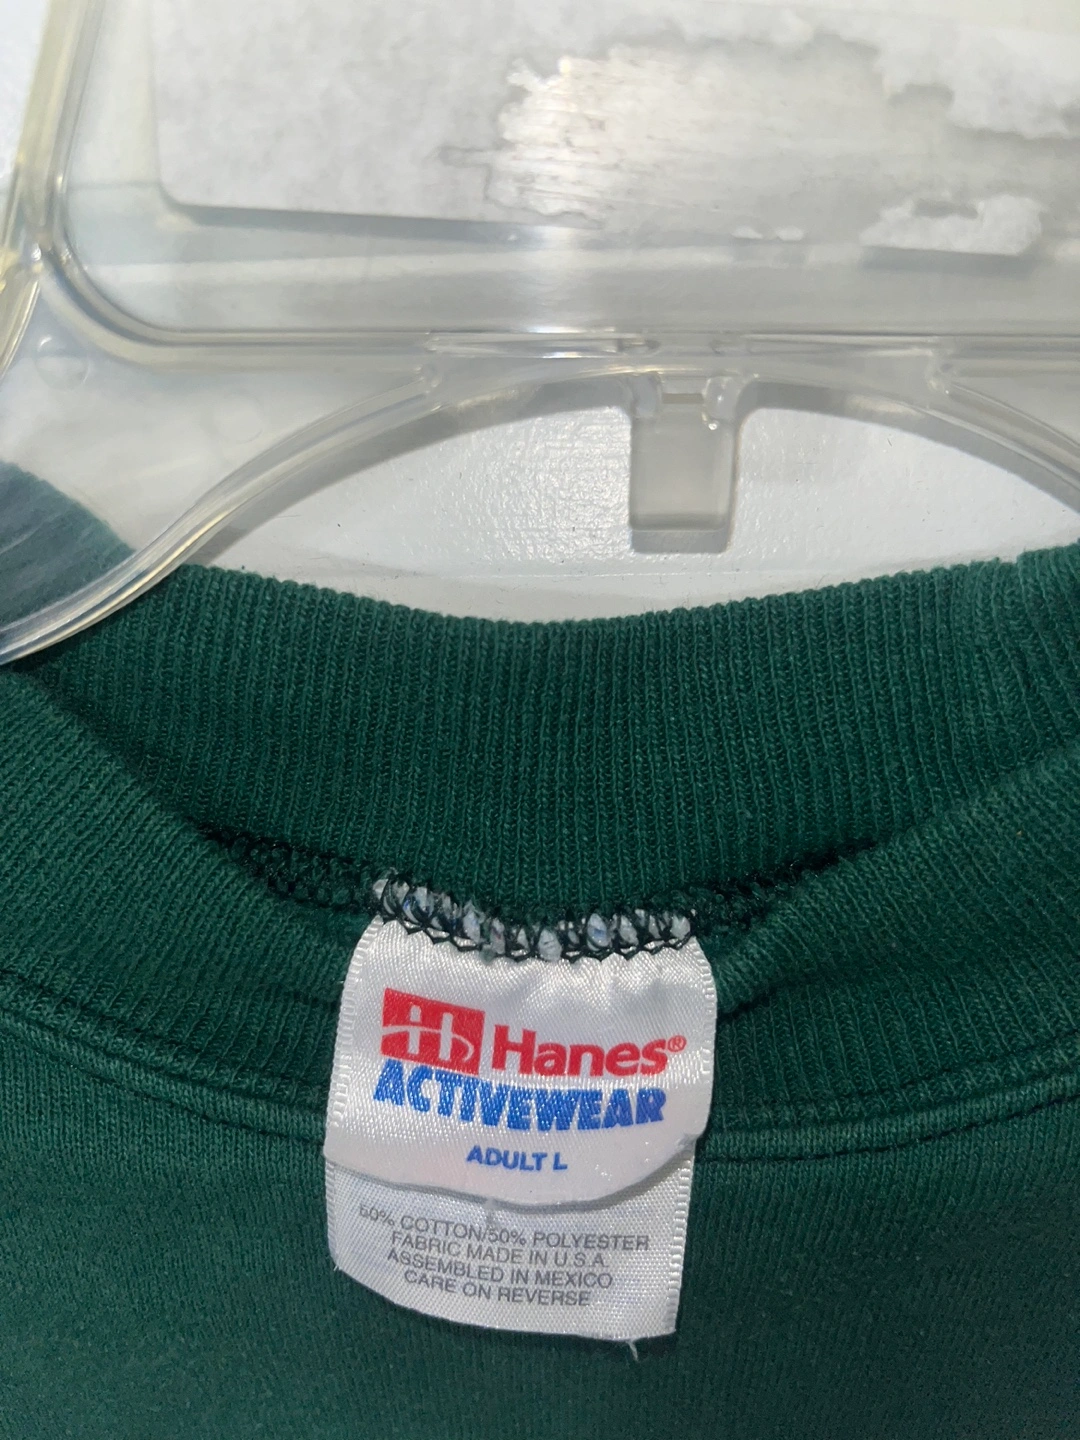 Hanes®
ACTIVEWEAR
ADULT L
50% COTTON/50% POLYESTER
FABRIC MADE IN U.S.A.
ASSEMBLED IN MEXICO
CARE ON REVERSE